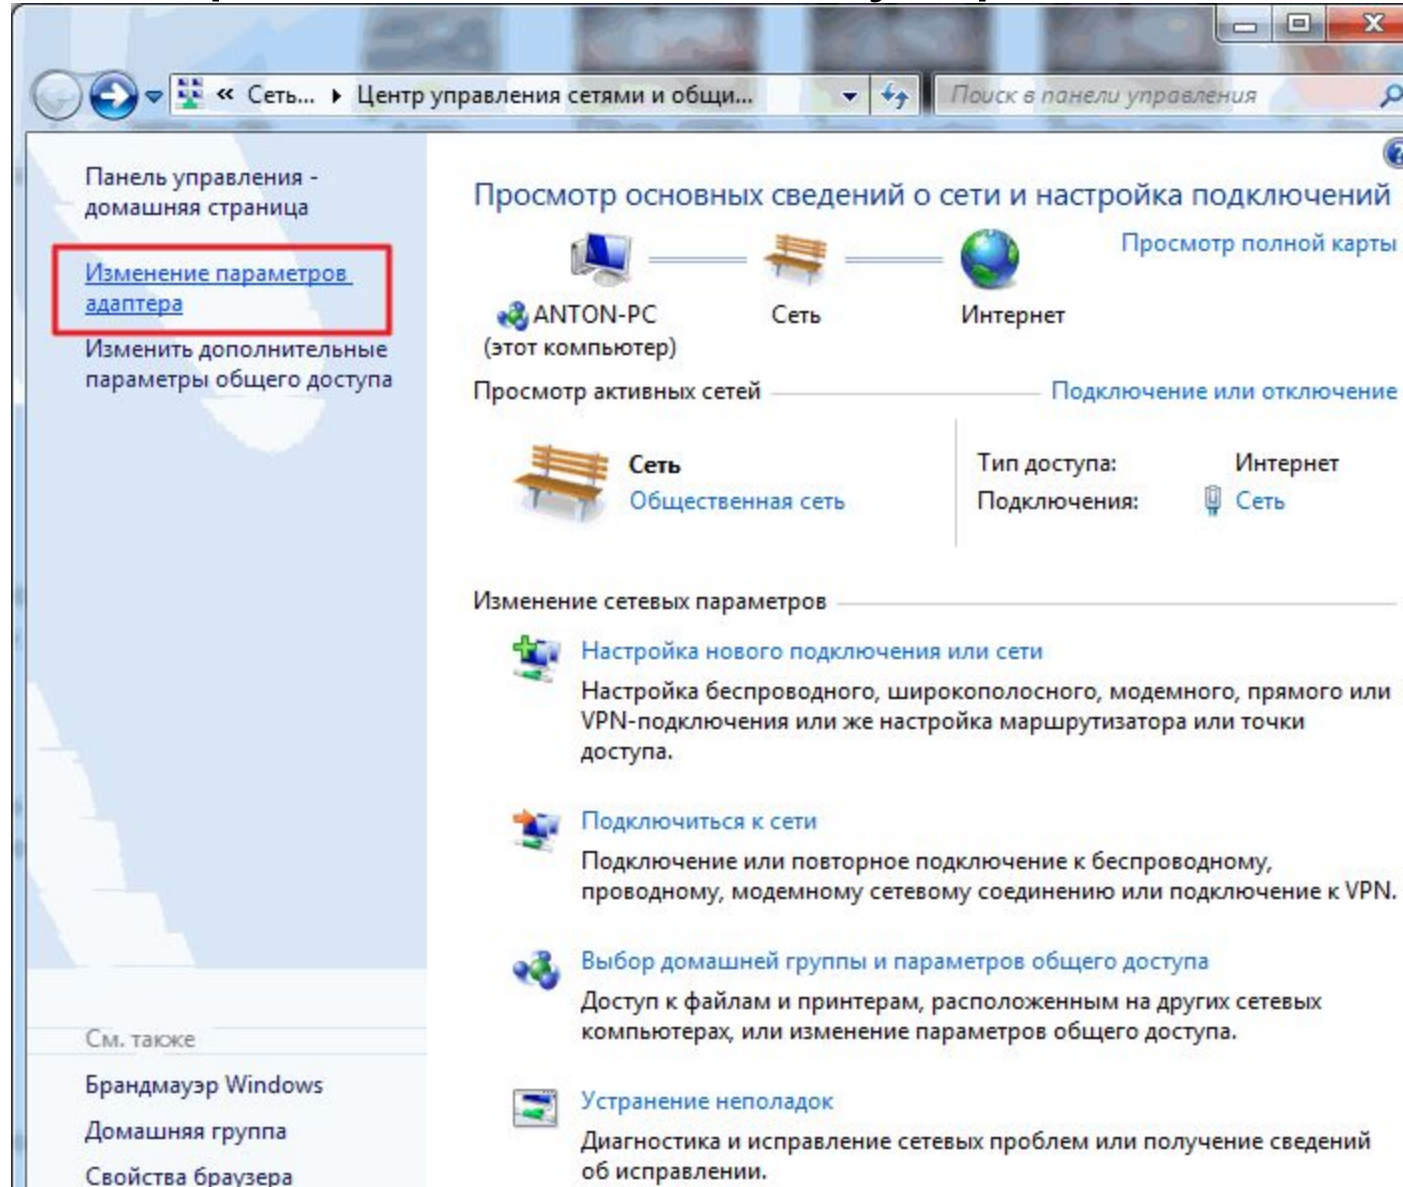 « Сеть... Центр управления сетями и общи...
Поиск в панели управления
Панель управления -
домашняя страница
Изменение параметров
адаптера
Изменить дополнительные
параметры общего доступа
См. также
Брандмауэр Windows
Домашняя группа
Свойства браузера
Просмотр основных сведений о сети и настройка подключений
Просмотр полной карты
ANTON-PC
(этот компьютер)
Сеть
Интернет
Просмотр активных сетей
Подключение или отключение
Сеть
Общественная сеть
Тип доступа: Интернет
Подключения: Сеть
Изменение сетевых параметров
Настройка нового подключения или сети
Настройка беспроводного, широкополосного, модемного, прямого или
VPN-подключения или же настройка маршрутизатора или точки
доступа.
Подключиться к сети
Подключение или повторное подключение к беспроводному,
проводному, модемному сетевому соединению или подключение к VPN.
Выбор домашней группы и параметров общего доступа
Доступ к файлам и принтерам, расположенным на других сетевых
компьютерах, или изменение параметров общего доступа.
Устранение неполадок
Диагностика и исправление сетевых проблем или получение сведений
об исправлении.